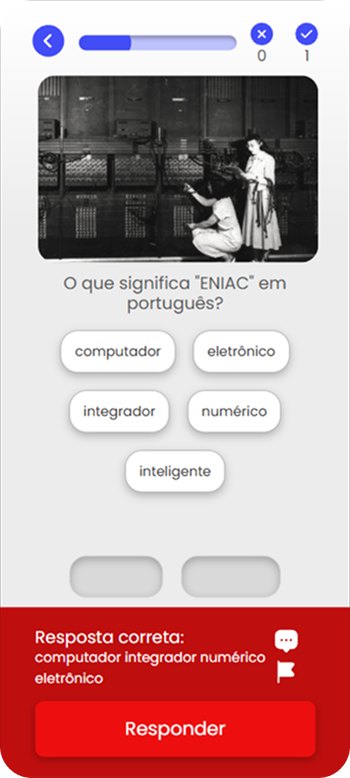 0
1
O que significa "ENIAC" em
português?
computador
eletrônico
integrador
numérico
inteligente
Resposta correta:
computador integrador numérico
eletrônico
Responder